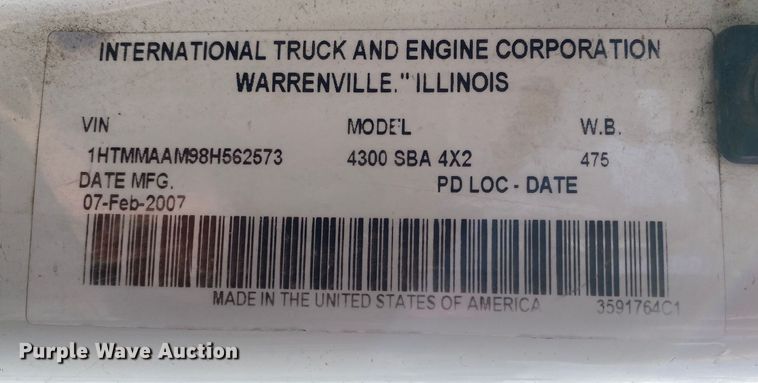 INTERNATIONAL TRUCK AND ENGINE CORPORATION
WARRENVILLE." ILLINOIS
VIN MODEL W.B.
1HTMMAAM98H562573 4300 SBA 4X2 475
DATE MFG. PD LOC - DATE
07-Feb-2007
MADE IN THE UNITED STATES OF AMERICA 3591764C1
Purple Wave Auction